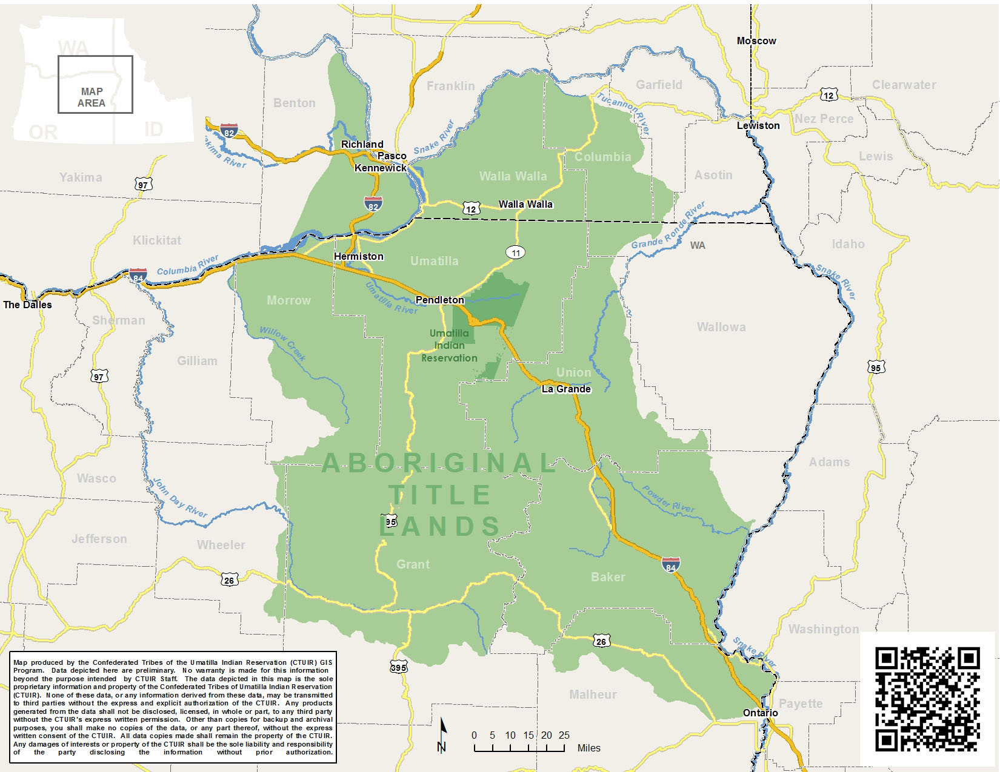 WA
MAP
AREA
OR
ID
Moscow
Franklin
Garfield
Clearwater
12
Benton
Tucannon River
Nez Perce
82
Lewiston
Snake River
Richland
akima River
Pasco
Kennewick
Columbia
Lewis
Yakima
97
Walla Walla
Asotin
82
12
Walla Walla
Grande Ronde River
Klickitat
WA
Idaho
11
Hermiston
Umatilla
Columbia River
84
Snake River
The Dalles
Morrow
Umatilla River
Pendleton
Sherman
Wallowa
Willow Creek
Umatilla
Indian
Reservation
Gilliam
97
95
Union
La Grande
ABORIGINAL
Adams
Wasco
TITLE
John Day River
Powder River
95
LANDS
Jefferson
Wheeler
Grant
84
26
Baker
Washington
26
Snake River
395
Malheur
Payette
Ontario
Map produced by the Confederated Tribes of the Umatilla Indian Reservation (CTUIR) GIS
Program. Data depicted here are preliminary. No warranty is made for this information
beyond the purpose intended by CTUIR Staff. The data depicted in this map is the sole
proprietary information and property of the Confederated Tribes of Umatilla Indian Reservation
(CTUIR). None of these data, or any information derived from these data, may be transmitted
to third parties without the express and explicit authorization of the CTUIR. Any products
generated from the data shall not be disclosed, licensed, in whole or part, to any third party
without the CTUIR's express written permission. Other than copies for backup and archival
purposes, you shall make no copies of the data, or any part thereof, without the express
written consent of the CTUIR. All data copies made shall remain the property of the CTUIR.
Any damages of interests or property of the CTUIR shall be the sole liability and responsibility
of the party disclosing the information without prior authorization.
N
0 5 10 15 20 25
Miles